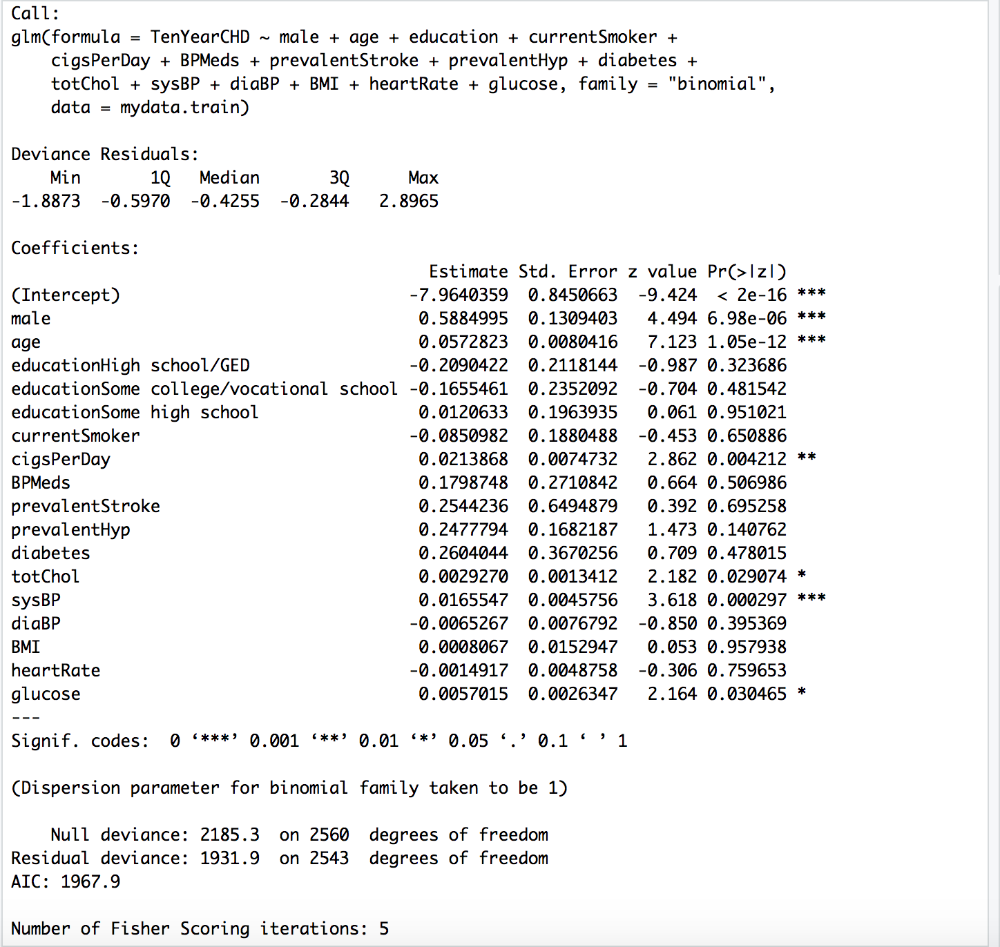 Call:
glm(formula = TenYearCHD ~ male + age + education + currentSmoker +
    cigsPerDay + BPMeds + prevalentStroke + prevalentHyp + diabetes +
    totChol + sysBP + diaBP + BMI + heartRate + glucose, family = "binomial",
    data = mydata.train)

Deviance Residuals:
    Min       1Q   Median       3Q      Max
-1.8873  -0.5970  -0.4255  -0.2844   2.8965

Coefficients:
                                          Estimate Std. Error z value Pr(>|z|)
(Intercept)                             -7.9640359  0.8450663  -9.424  < 2e-16 ***
male                                     0.5884995  0.1309403   4.494 6.98e-06 ***
age                                      0.0572823  0.0080416   7.123 1.05e-12 ***
educationHigh school/GED                -0.2090422  0.2118144  -0.987 0.323686
educationSome college/vocational school -0.1655461  0.2352092  -0.704 0.481542
educationSome high school                0.0120633  0.1963935   0.061 0.951021
currentSmoker                           -0.0850982  0.1880488  -0.453 0.650886
cigsPerDay                               0.0213868  0.0074732   2.862 0.004212 **
BPMeds                                   0.1798748  0.2710842   0.664 0.506986
prevalentStroke                          0.2544236  0.6494879   0.392 0.695258
prevalentHyp                             0.2477794  0.1682187   1.473 0.140762
diabetes                                 0.2604044  0.3670256   0.709 0.478015
totChol                                  0.0029270  0.0013412   2.182 0.029074 *
sysBP                                    0.0165547  0.0045756   3.618 0.000297 ***
diaBP                                   -0.0065267  0.0076792  -0.850 0.395369
BMI                                      0.0008067  0.0152947   0.053 0.957938
heartRate                               -0.0014917  0.0048758  -0.306 0.759653
glucose                                  0.0057015  0.0026347   2.164 0.030465 *
---
Signif. codes:  0 ‘***’ 0.001 ‘**’ 0.01 ‘*’ 0.05 ‘.’ 0.1 ‘ ’ 1

(Dispersion parameter for binomial family taken to be 1)

    Null deviance: 2185.3  on 2560  degrees of freedom
Residual deviance: 1931.9  on 2543  degrees of freedom
AIC: 1967.9

Number of Fisher Scoring iterations: 5